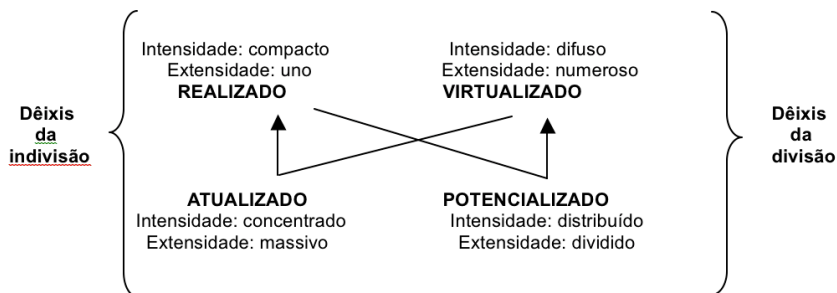 Intensidade: compacto
Extensidade: uno
REALIZADO
Intensidade: difuso
Extensidade: numeroso
VIRTUALIZADO
Dêixis
da
indivisão
Dêixis
da
divisão
ATUALIZADO
Intensidade: concentrado
Extensidade: massivo
POTENCIALIZADO
Intensidade: distribuído
Extensidade: dividido